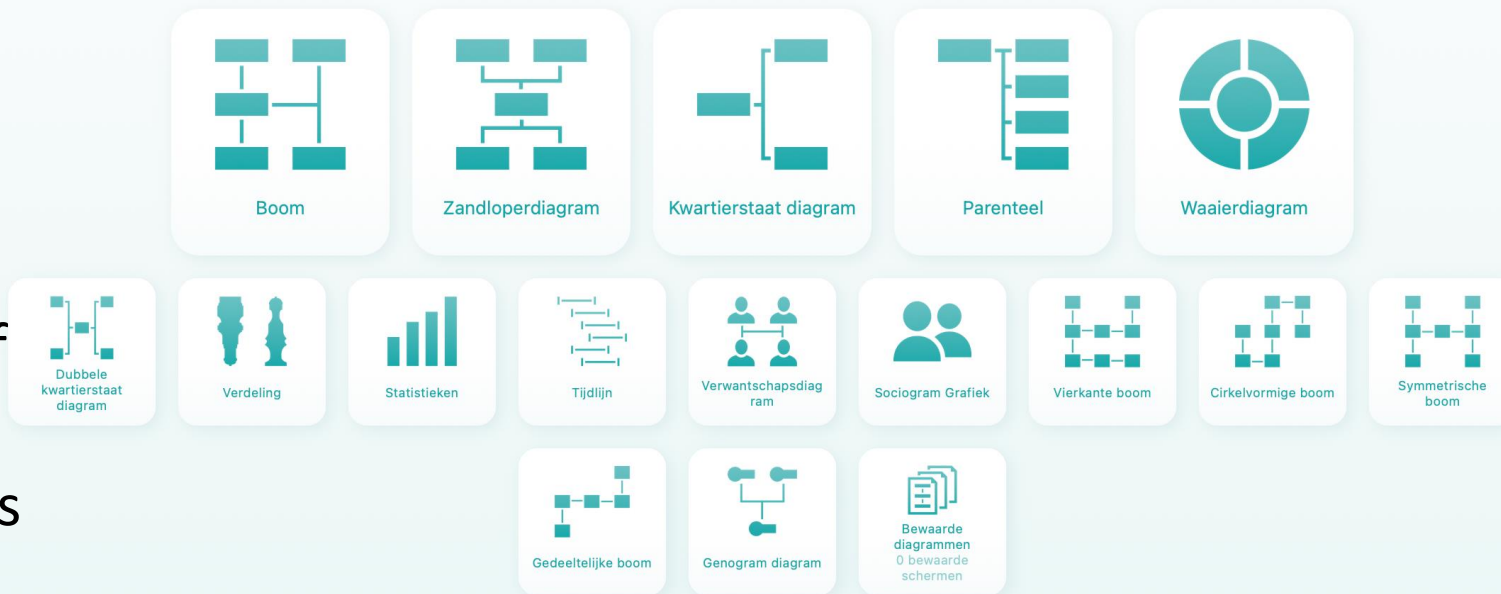 Boom
Zandloperdiagram
Kwartierstaat diagram
Parenteel
Waaierdiagram
Dubbele
kwartierstaat
diagram
Verdeling
Statistieken
Tijdlijn
Verwantschapsdiag
ram
Sociogram Grafiek
Vierkante boom
Cirkelvormige boom
Symmetrische
boom
Gedeeltelijke boom
Genogram diagram
Bewaarde
diagrammen
0 bewaarde
schermen